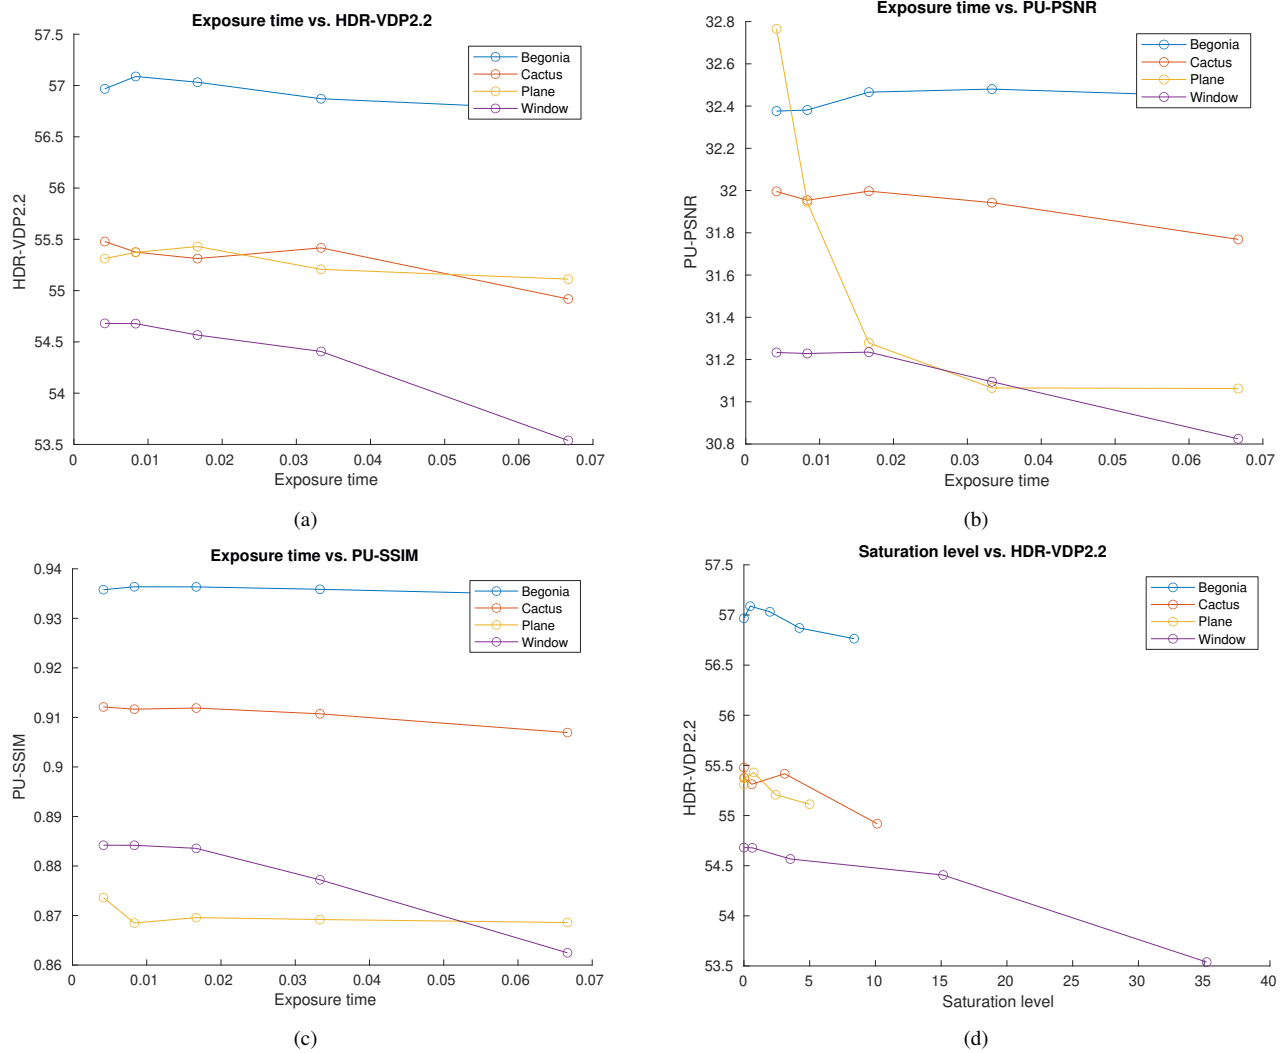 Exposure time vs. HDR-VDP2.2
57.5
57
56.5
56
55.5
55
54.5
54
53.5
HDR-VDP2.2
0 0.01 0.02 0.03 0.04 0.05 0.06 0.07
Exposure time
Begonia
Cactus
Plane
Window
(a)
Exposure time vs. PU-PSNR
32.8
32.6
32.4
32.2
32
31.8
31.6
31.4
31.2
31
30.8
PU-PSNR
0 0.01 0.02 0.03 0.04 0.05 0.06 0.07
Exposure time
Begonia
Cactus
Plane
Window
(b)
Exposure time vs. PU-SSIM
0.94
0.93
0.92
0.91
0.9
0.89
0.88
0.87
0.86
PU-SSIM
0 0.01 0.02 0.03 0.04 0.05 0.06 0.07
Exposure time
Begonia
Cactus
Plane
Window
(c)
Saturation level vs. HDR-VDP2.2
57.5
57
56.5
56
55.5
55
54.5
54
53.5
HDR-VDP2.2
0 5 10 15 20 25 30 35 40
Saturation level
Begonia
Cactus
Plane
Window
(d)